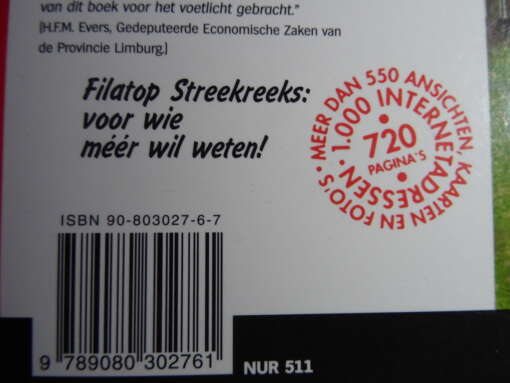 van dit boek voor het voetlicht gebracht."
[H.F.M. Evers, Gedeputeerde Economische Zaken van
de Provincie Limburg.]
Filatop Streekreeks:
voor wie
méér wil weten!
• MEER DAN 550 ANSICHTEN, KAARTEN EN FOTO'S
• 1.000 INTERNETADRESSEN
• 720
PAGINA'S
ISBN 90-803027-6-7
9 789080 302761
NUR 511